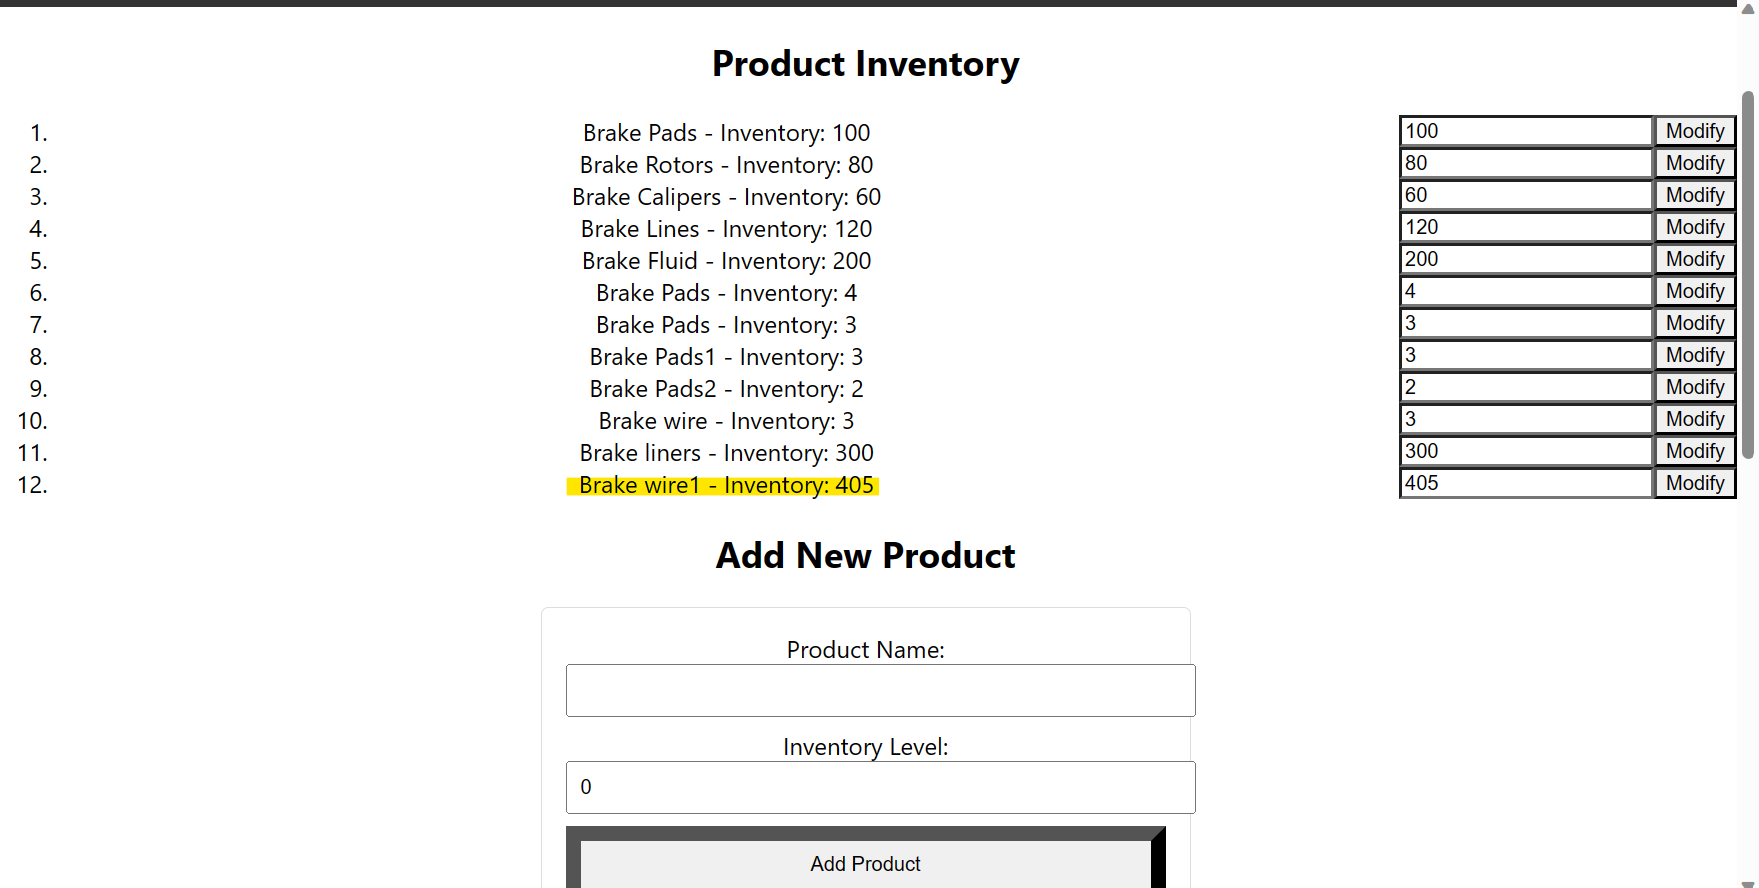 Product Inventory
1. Brake Pads - Inventory: 100 100 Modify
2. Brake Rotors - Inventory: 80 80 Modify
3. Brake Calipers - Inventory: 60 60 Modify
4. Brake Lines - Inventory: 120 120 Modify
5. Brake Fluid - Inventory: 200 200 Modify
6. Brake Pads - Inventory: 4 4 Modify
7. Brake Pads - Inventory: 3 3 Modify
8. Brake Pads1 - Inventory: 3 3 Modify
9. Brake Pads2 - Inventory: 2 2 Modify
10. Brake wire - Inventory: 3 3 Modify
11. Brake liners - Inventory: 300 300 Modify
12. Brake wire1 - Inventory: 405 405 Modify
Add New Product
Product Name:
Inventory Level:
0
Add Product